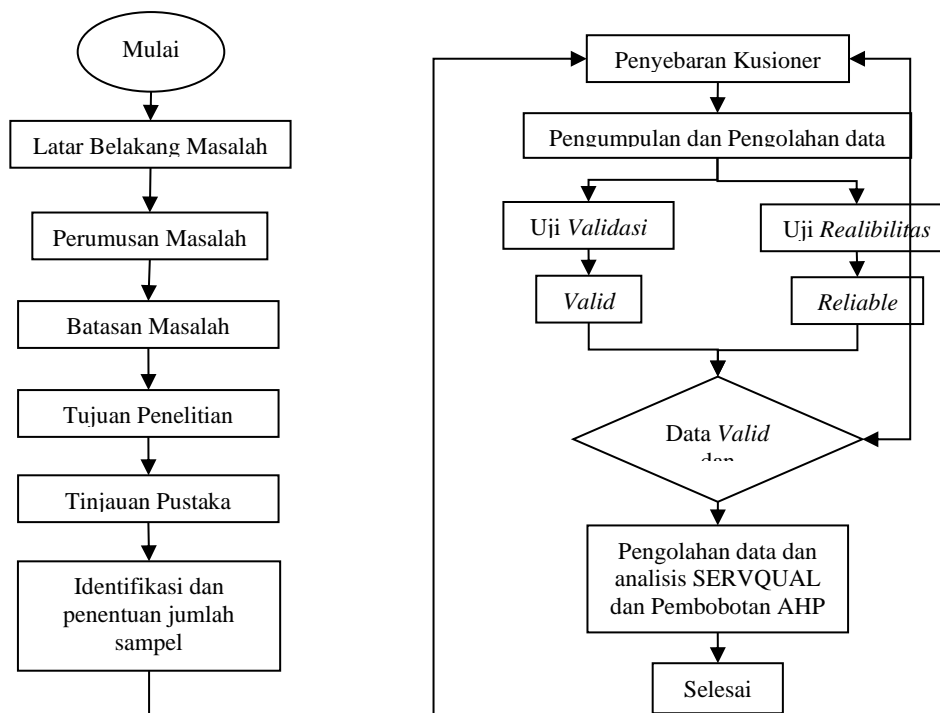 Mulai
Latar Belakang Masalah
Perumusan Masalah
Batasan Masalah
Tujuan Penelitian
Tinjauan Pustaka
Identifikasi dan
penentuan jumlah
sampel
Penyebaran Kusioner
Pengumpulan dan Pengolahan data
Uji Validasi
Uji Realibilitas
Valid
Reliable
Data Valid
dan
Pengolahan data dan
analisis SERVQUAL
dan Pembobotan AHP
Selesai